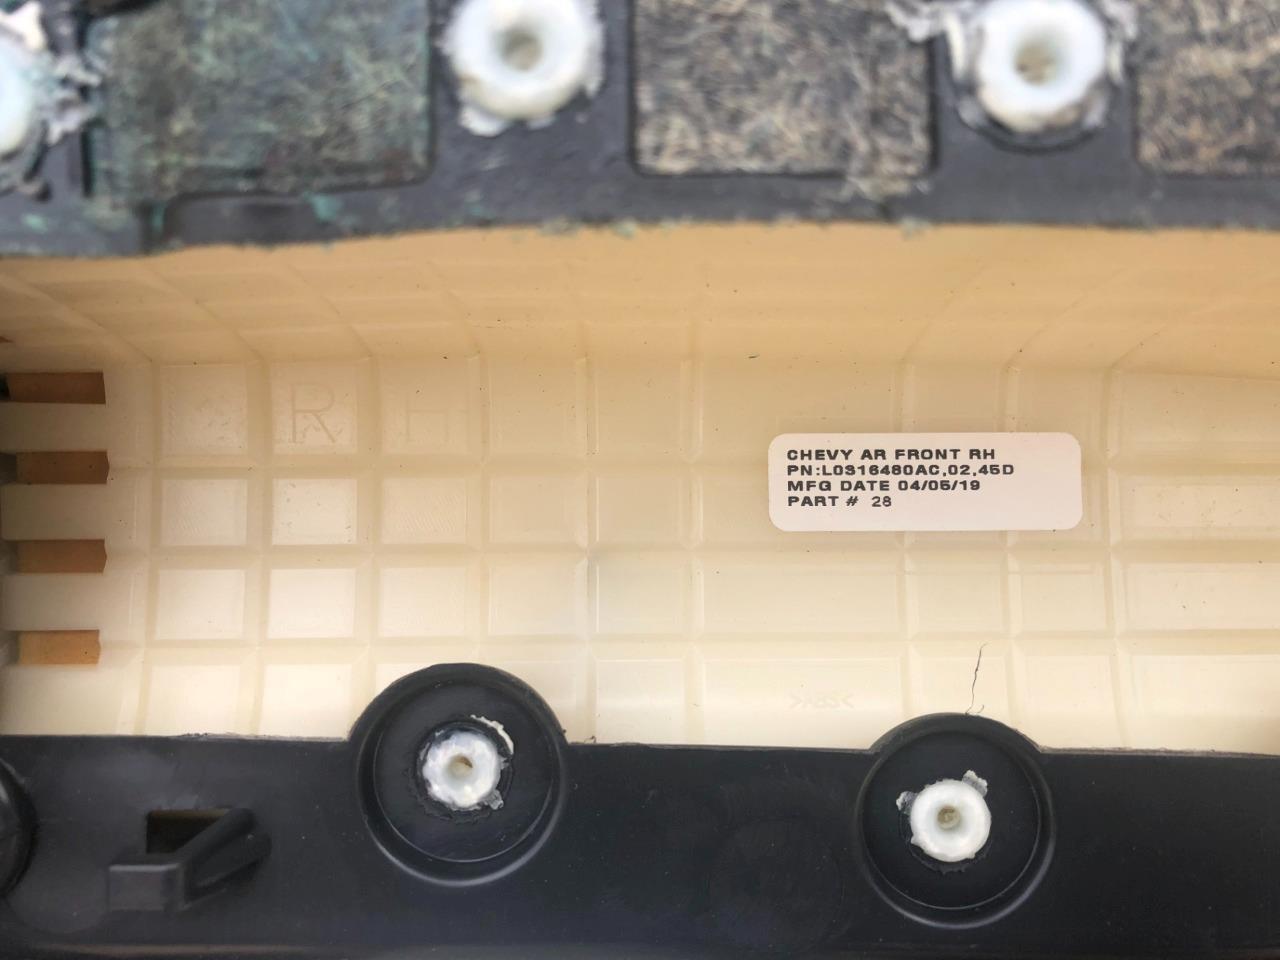 R H
CHEVY AR FRONT RH
PN:L0316480AC,02,45D
MFG DATE 04/05/19
PART # 28